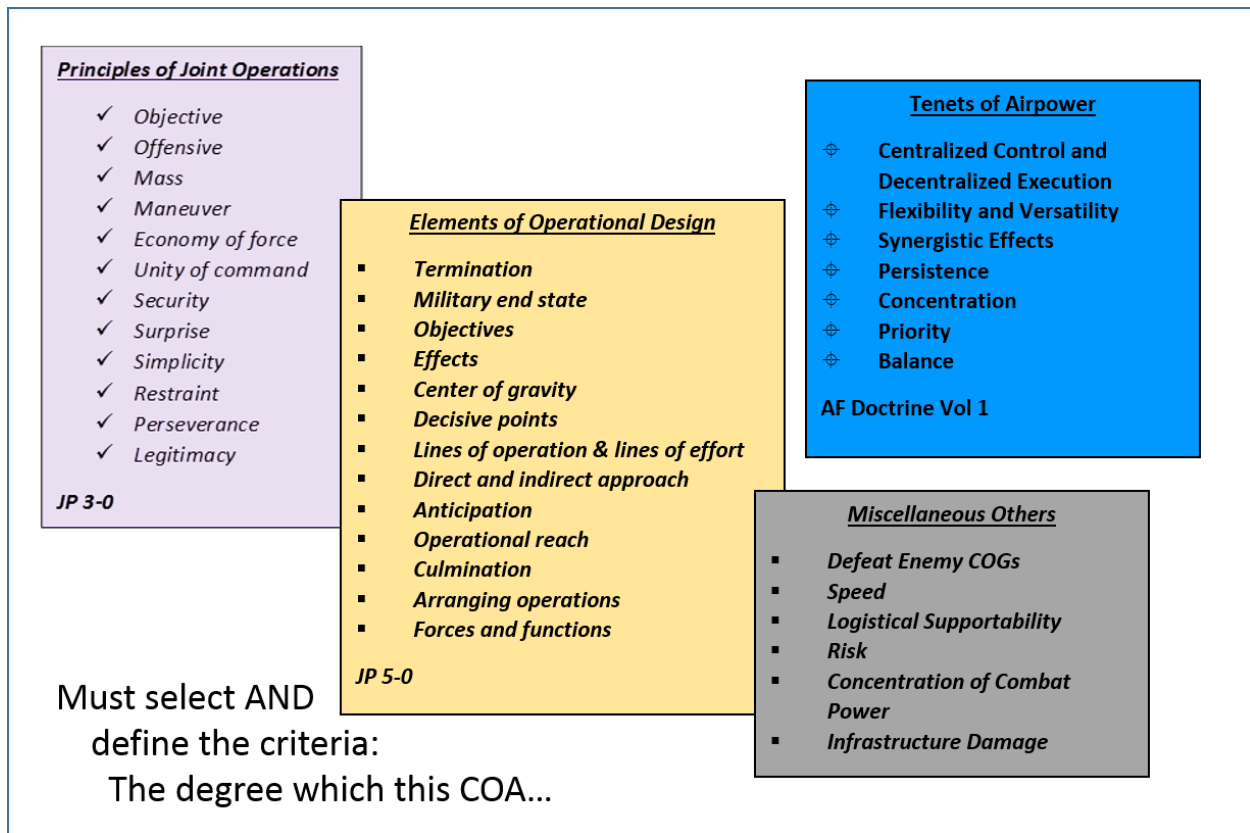 Principles of Joint Operations
✓ Objective
✓ Offensive
✓ Mass
✓ Maneuver
✓ Economy of force
✓ Unity of command
✓ Security
✓ Surprise
✓ Simplicity
✓ Restraint
✓ Perseverance
✓ Legitimacy
JP 3-0
Elements of Operational Design
▪ Termination
▪ Military end state
▪ Objectives
▪ Effects
▪ Center of gravity
▪ Decisive points
▪ Lines of operation & lines of effort
▪ Direct and indirect approach
▪ Anticipation
▪ Operational reach
▪ Culmination
▪ Arranging operations
▪ Forces and functions
JP 5-0
Tenets of Airpower
Centralized Control and
Decentralized Execution
Flexibility and Versatility
Synergistic Effects
Persistence
Concentration
Priority
Balance
AF Doctrine Vol 1
Miscellaneous Others
▪ Defeat Enemy COGs
▪ Speed
▪ Logistical Supportability
▪ Risk
▪ Concentration of Combat
Power
▪ Infrastructure Damage
Must select AND
define the criteria:
The degree which this COA…